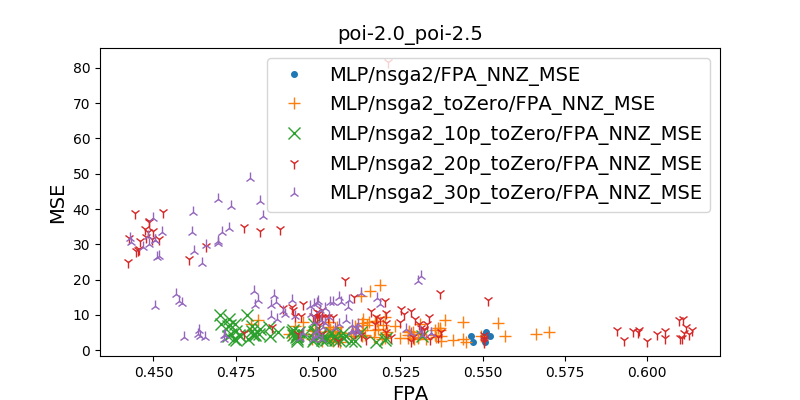 poi-2.0_poi-2.5
MLP/nsga2/FPA_NNZ_MSE
MLP/nsga2_toZero/FPA_NNZ_MSE
MLP/nsga2_10p_toZero/FPA_NNZ_MSE
MLP/nsga2_20p_toZero/FPA_NNZ_MSE
MLP/nsga2_30p_toZero/FPA_NNZ_MSE
MSE
80
70
60
50
40
30
20
10
0
0.450 0.475 0.500 0.525 0.550 0.575 0.600
FPA